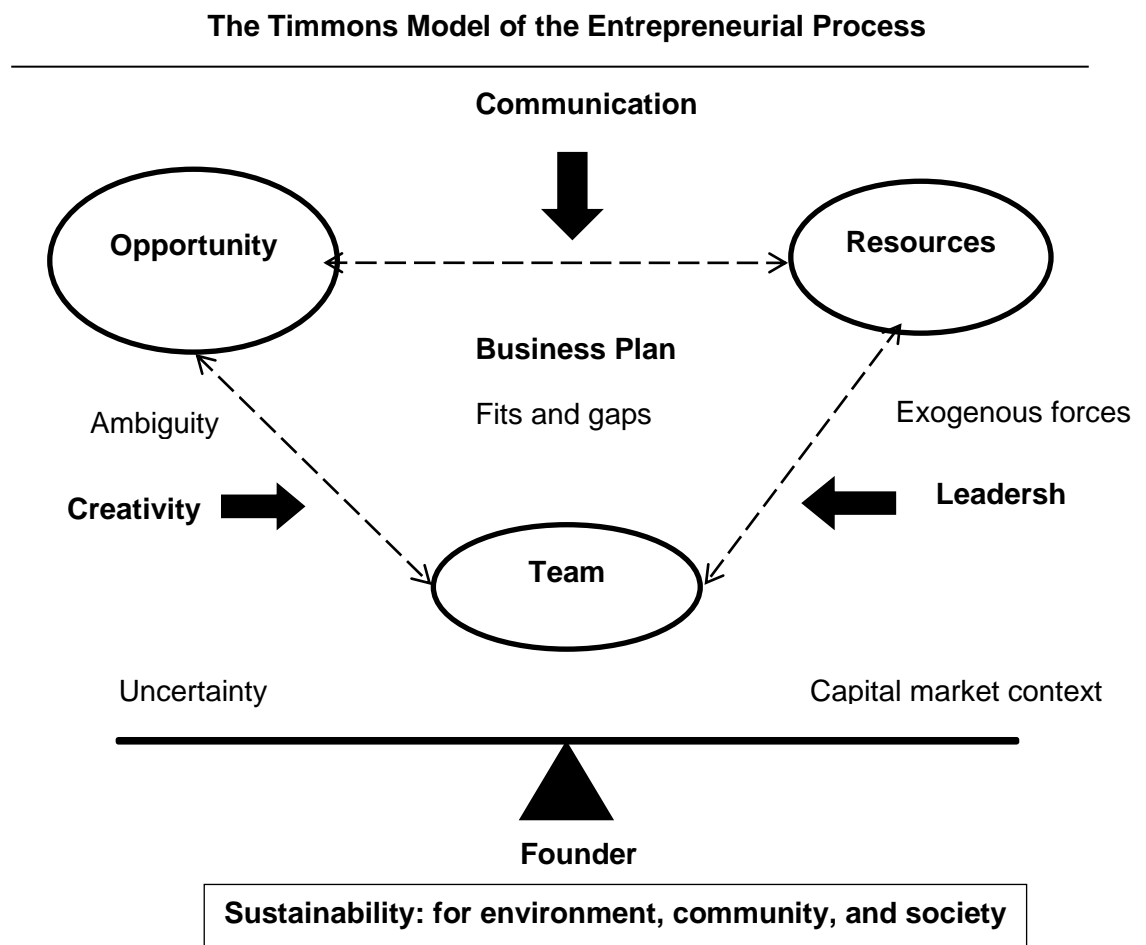 The Timmons Model of the Entrepreneurial Process
Communication
Opportunity
Resources
Business Plan
Ambiguity
Fits and gaps
Exogenous forces
Creativity
Leadersh
Team
Uncertainty
Capital market context
Founder
Sustainability: for environment, community, and society